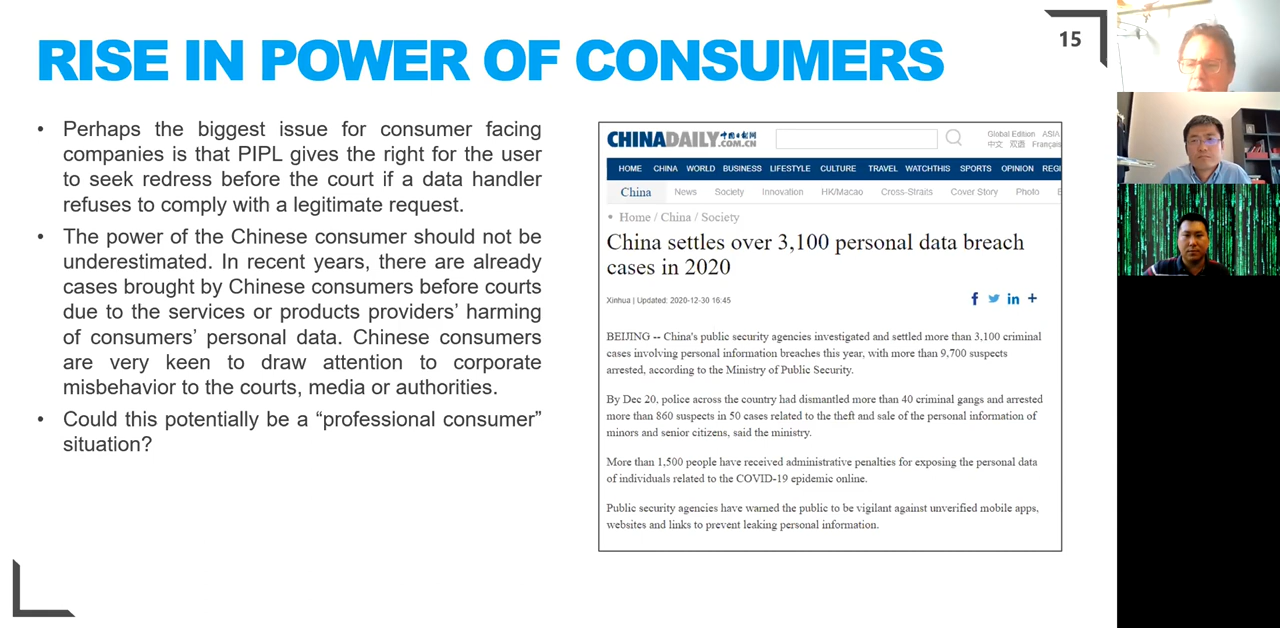 RISE IN POWER OF CONSUMERS
15
• Perhaps the biggest issue for consumer facing
companies is that PIPL gives the right for the user
to seek redress before the court if a data handler
refuses to comply with a legitimate request.
• The power of the Chinese consumer should not be
underestimated. In recent years, there are already
cases brought by Chinese consumers before courts
due to the services or products providers’ harming
of consumers’ personal data. Chinese consumers
are very keen to draw attention to corporate
misbehavior to the courts, media or authorities.
• Could this potentially be a “professional consumer”
situation?
CHINADAILY 中国日报网
.COM.CN
Global Edition ASIA
中文 双语 Français
HOME CHINA WORLD BUSINESS LIFESTYLE CULTURE TRAVEL WATCHTHIS SPORTS OPINION REGI
China News Society Innovation HK/Macao Cross-Straits Cover Story Photo E
Home / China / Society
China settles over 3,100 personal data breach
cases in 2020
Xinhua | Updated: 2020-12-30 16:45
BEIJING -- China's public security agencies investigated and settled more than 3,100 criminal
cases involving personal information breaches this year, with more than 9,700 suspects
arrested, according to the Ministry of Public Security.
By Dec 20, police across the country had dismantled more than 40 criminal gangs and arrested
more than 860 suspects in 50 cases related to the theft and sale of the personal information of
minors and senior citizens, said the ministry.
More than 1,500 people have received administrative penalties for exposing the personal data
of individuals related to the COVID-19 epidemic online.
Public security agencies have warned the public to be vigilant against unverified mobile apps,
websites and links to prevent leaking personal information.